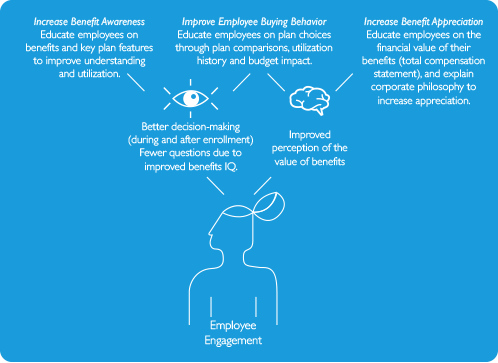 Increase Benefit Awareness
Educate employees on
benefits and key plan features
to improve understanding
and utilization.
Improve Employee Buying Behavior
Educate employees on plan choices
through plan comparisons, utilization
history and budget impact.
Increase Benefit Appreciation
Educate employees on the
financial value of their
benefits (total compensation
statement), and explain
corporate philosophy to
increase appreciation.
Better decision-making
(during and after enrollment)
Fewer questions due to
improved benefits IQ.
Improved
perception of the
value of benefits
Employee
Engagement